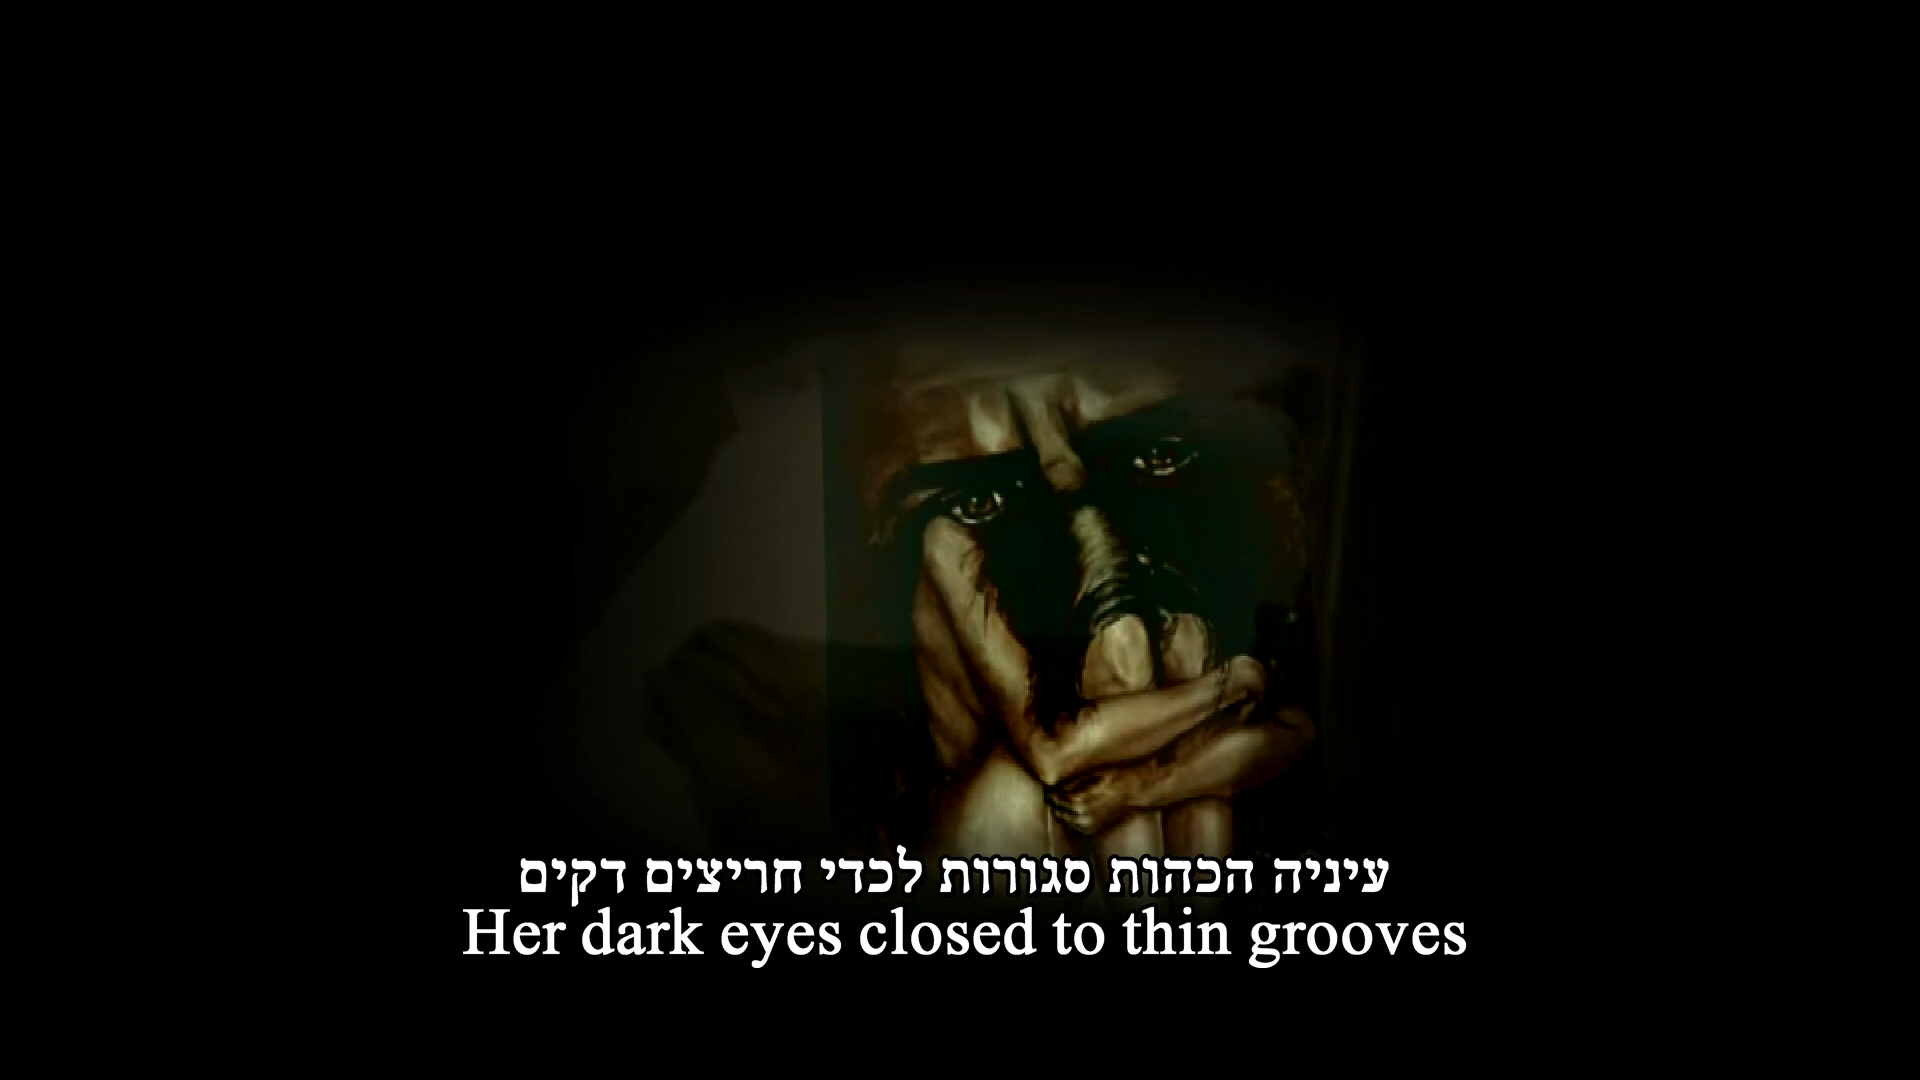 עיניה הכהות סגורות לכדי חריצים דקים
Her dark eyes closed to thin grooves